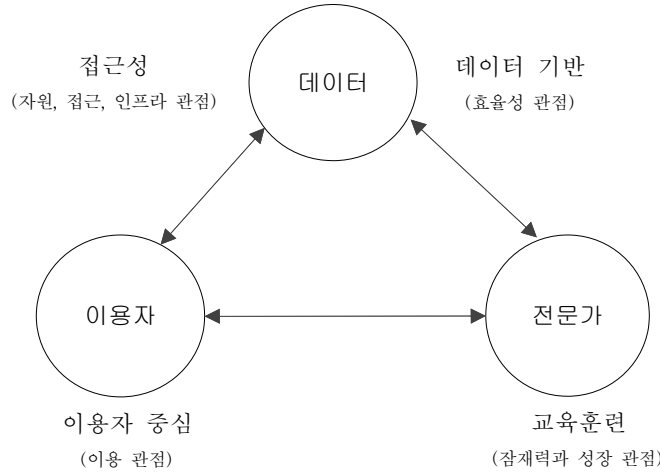 접근성
(자원, 접근, 인프라 관점)
데이터
데이터 기반
(효율성 관점)
이용자
전문가
이용자 중심
(이용 관점)
교육훈련
(잠재력과 성장 관점)